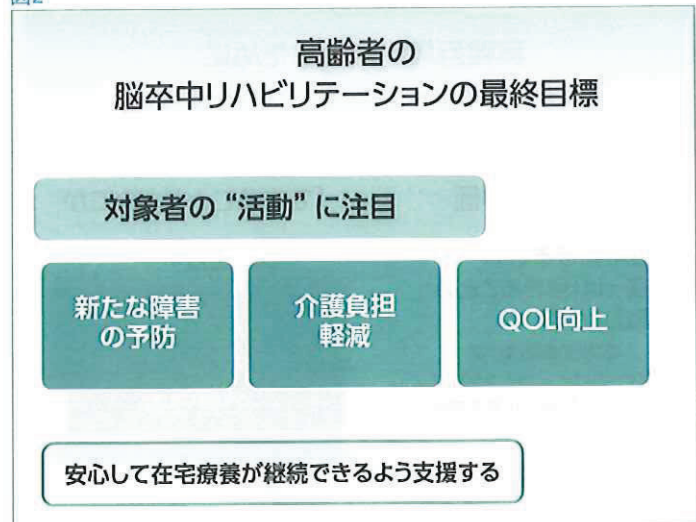 高齢者の
脳卒中リハビリテーションの最終目標
対象者の“活動”に注目
新たな障害
の予防
介護負担
軽減
QOL向上
安心して在宅療養が継続できるよう支援する